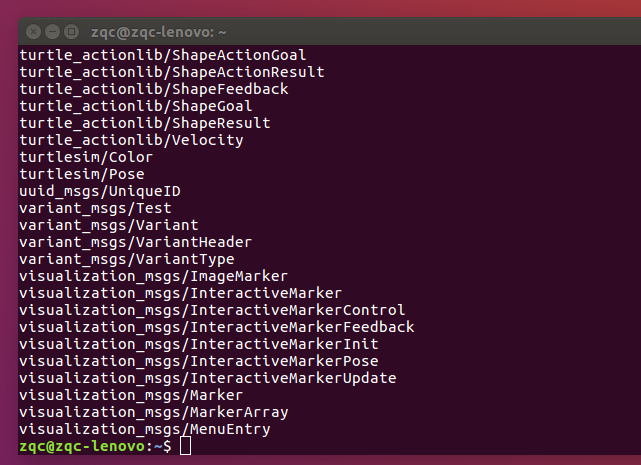 zqc@zqc-lenovo: ~
turtle_actionlib/ShapeActionGoal
turtle_actionlib/ShapeActionResult
turtle_actionlib/ShapeFeedback
turtle_actionlib/ShapeGoal
turtle_actionlib/ShapeResult
turtle_actionlib/Velocity
turtlesim/Color
turtlesim/Pose
uuid_msgs/UniqueID
variant_msgs/Test
variant_msgs/Variant
variant_msgs/VariantHeader
variant_msgs/VariantType
visualization_msgs/ImageMarker
visualization_msgs/InteractiveMarker
visualization_msgs/InteractiveMarkerControl
visualization_msgs/InteractiveMarkerFeedback
visualization_msgs/InteractiveMarkerInit
visualization_msgs/InteractiveMarkerPose
visualization_msgs/InteractiveMarkerUpdate
visualization_msgs/Marker
visualization_msgs/MarkerArray
visualization_msgs/MenuEntry
zqc@zqc-lenovo:~$